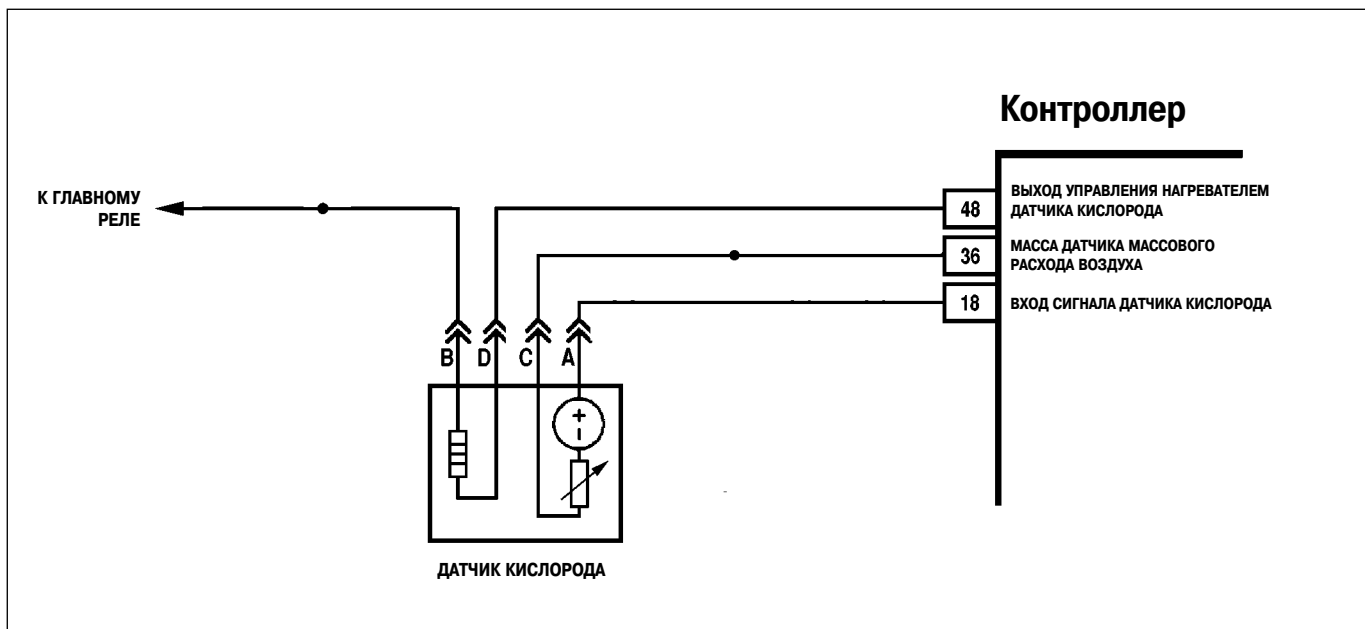 Контроллер
К ГЛАВНОМУ
РЕЛЕ
48
ВЫХОД УПРАВЛЕНИЯ НАГРЕВАТЕЛЕМ
ДАТЧИКА КИСЛОРОДА
36
МАССА ДАТЧИКА МАССОВОГО
РАСХОДА ВОЗДУХА
18
ВХОД СИГНАЛА ДАТЧИКА КИСЛОРОДА
B D C A
+
−
ДАТЧИК КИСЛОРОДА